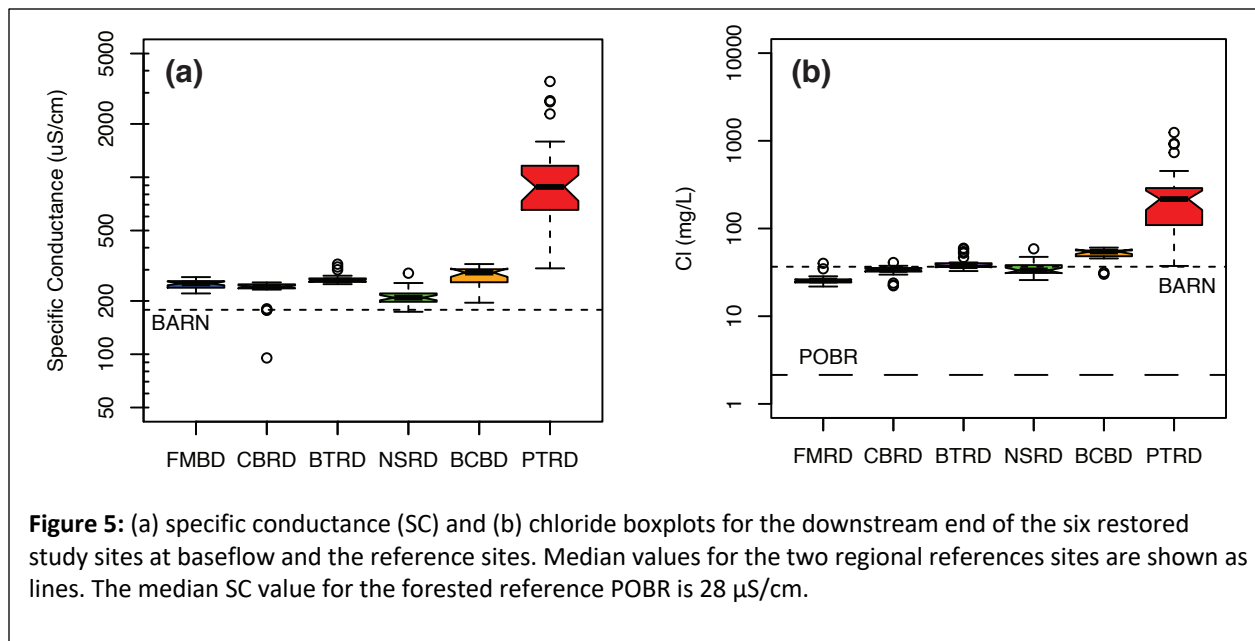 (a)
Specific Conductance (uS/cm)
5000
2000
500
200
100
50
BARN
FMBD CBRD BTRD NSRD BCBD PTRD
(b)
Cl (mg/L)
10000
1000
100
10
1
BARN
POBR
FMRD CBRD BTRD NSRD BCBD PTRD
Figure 5: (a) specific conductance (SC) and (b) chloride boxplots for the downstream end of the six restored
study sites at baseflow and the reference sites. Median values for the two regional references sites are shown as
lines. The median SC value for the forested reference POBR is 28 µS/cm.